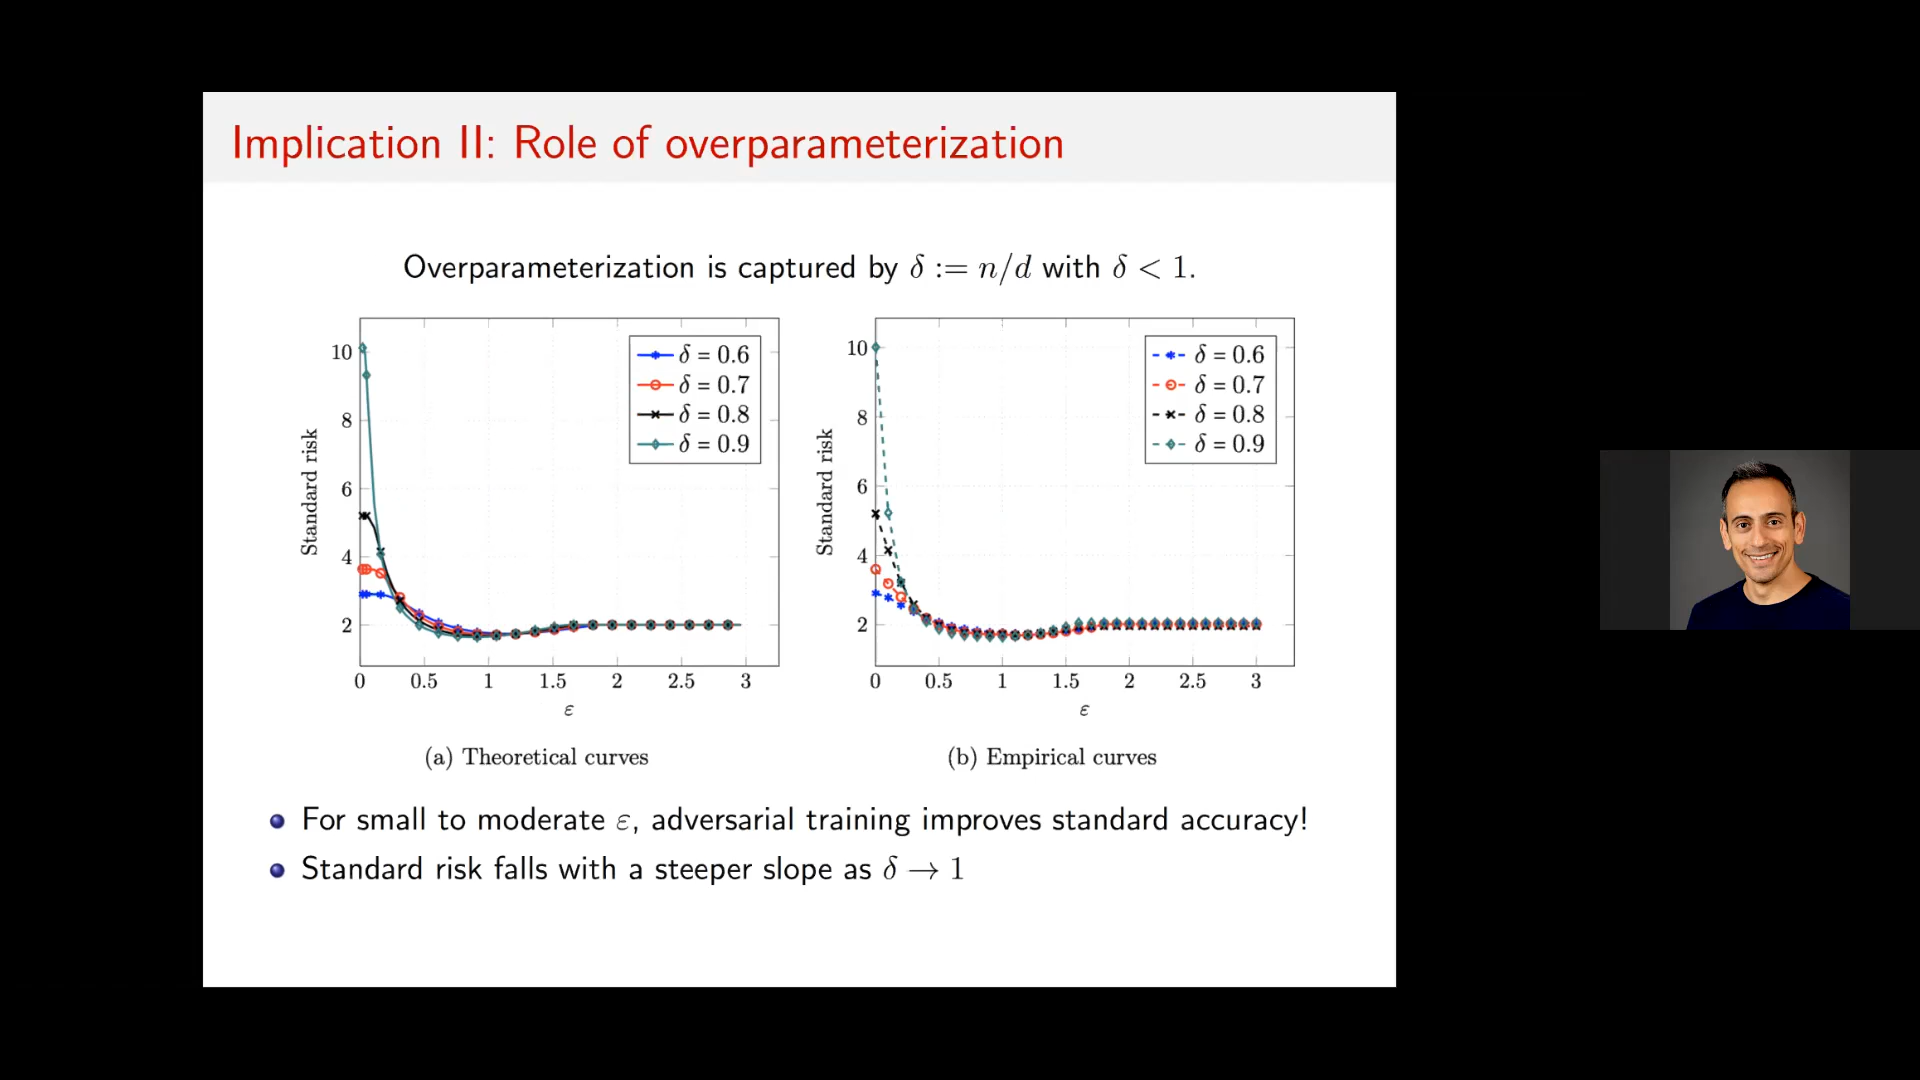 Implication II: Role of overparameterization
Overparameterization is captured by δ := n/d with δ < 1.
Standard risk
10
8
6
4
2
0
0.5
1
1.5
2
2.5
3
ε
δ = 0.6
δ = 0.7
δ = 0.8
δ = 0.9
(a) Theoretical curves
Standard risk
10
8
6
4
2
0
0.5
1
1.5
2
2.5
3
ε
δ = 0.6
δ = 0.7
δ = 0.8
δ = 0.9
(b) Empirical curves
For small to moderate ε, adversarial training improves standard accuracy!
Standard risk falls with a steeper slope as δ → 1